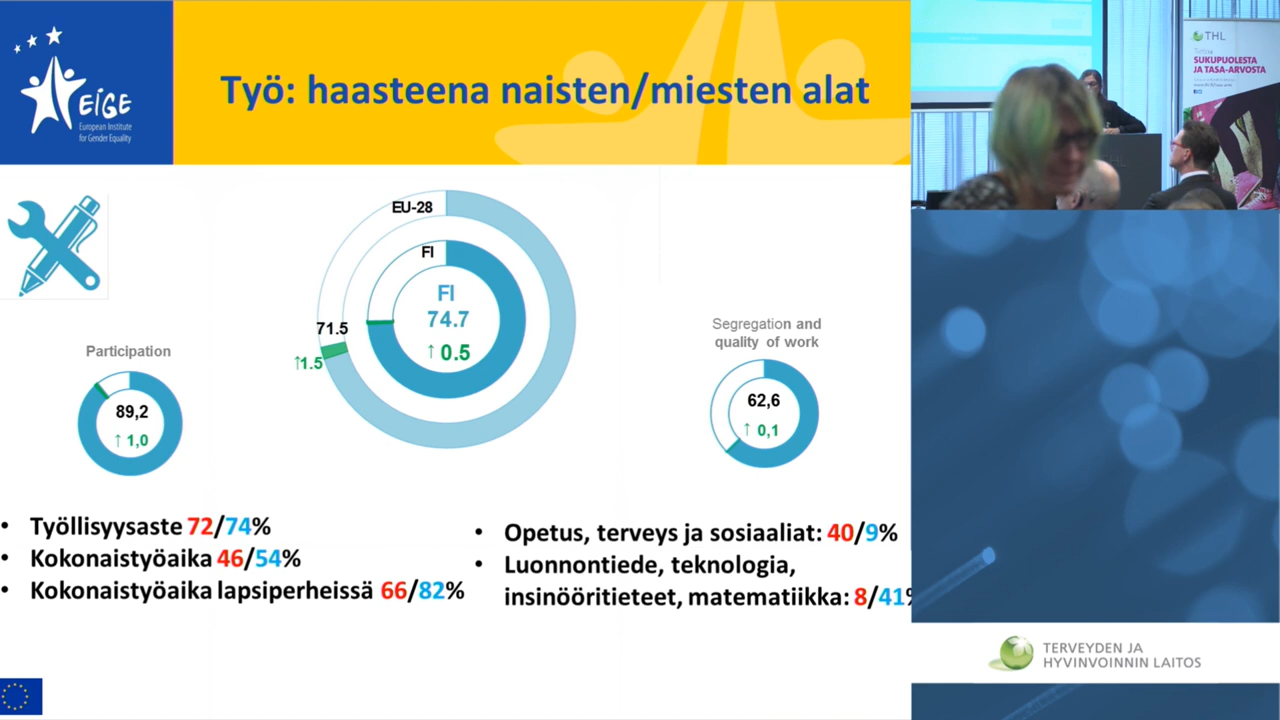 EIGE
European Institute
for Gender Equality
Työ: haasteena naisten/miesten alat
EU-28
FI
FI
74.7
↑ 0.5
71.5
↑1.5
Participation
89,2
↑ 1,0
Segregation and
quality of work
62,6
↑ 0,1
• Työllisyysaste 72/74%
• Kokonaistyöaika 46/54%
• Kokonaistyöaika lapsiperheissä 66/82%
• Opetus, terveys ja sosiaaliat: 40/9%
• Luonnontiede, teknologia,
insinööritieteet, matematiikka: 8/41%
THL
Tietoa
SUKUPUOLESTA
JA TASA-ARVOSTA
THL
TERVEYDEN JA
HYVINVOINNIN LAITOS